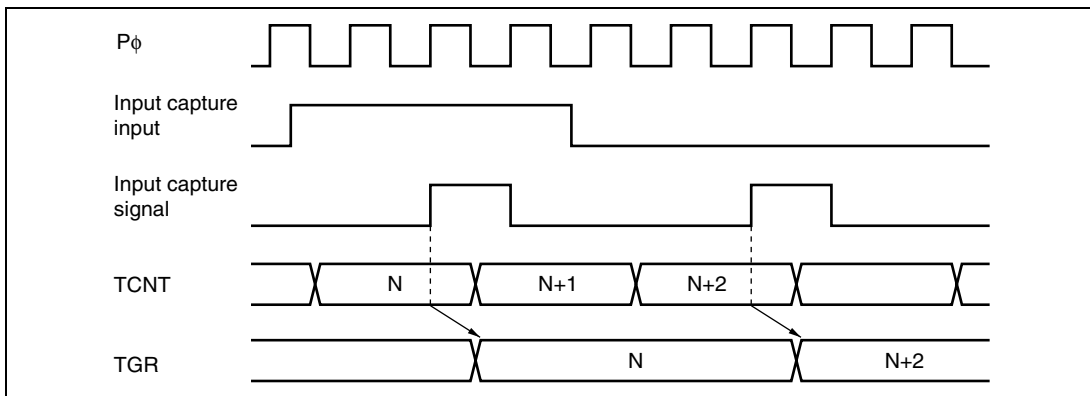 Pϕ
Input capture
input
Input capture
signal
TCNT
N
N+1
N+2
TGR
N
N+2